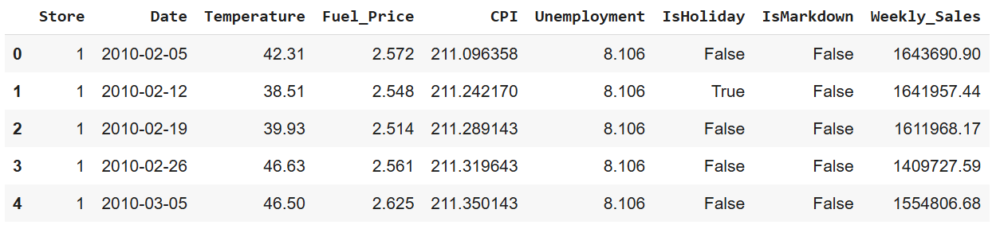 Store Date Temperature Fuel_Price CPI Unemployment IsHoliday IsMarkdown Weekly_Sales
0 1 2010-02-05 42.31 2.572 211.096358 8.106 False False 1643690.90
1 1 2010-02-12 38.51 2.548 211.242170 8.106 True False 1641957.44
2 1 2010-02-19 39.93 2.514 211.289143 8.106 False False 1611968.17
3 1 2010-02-26 46.63 2.561 211.319643 8.106 False False 1409727.59
4 1 2010-03-05 46.50 2.625 211.350143 8.106 False False 1554806.68